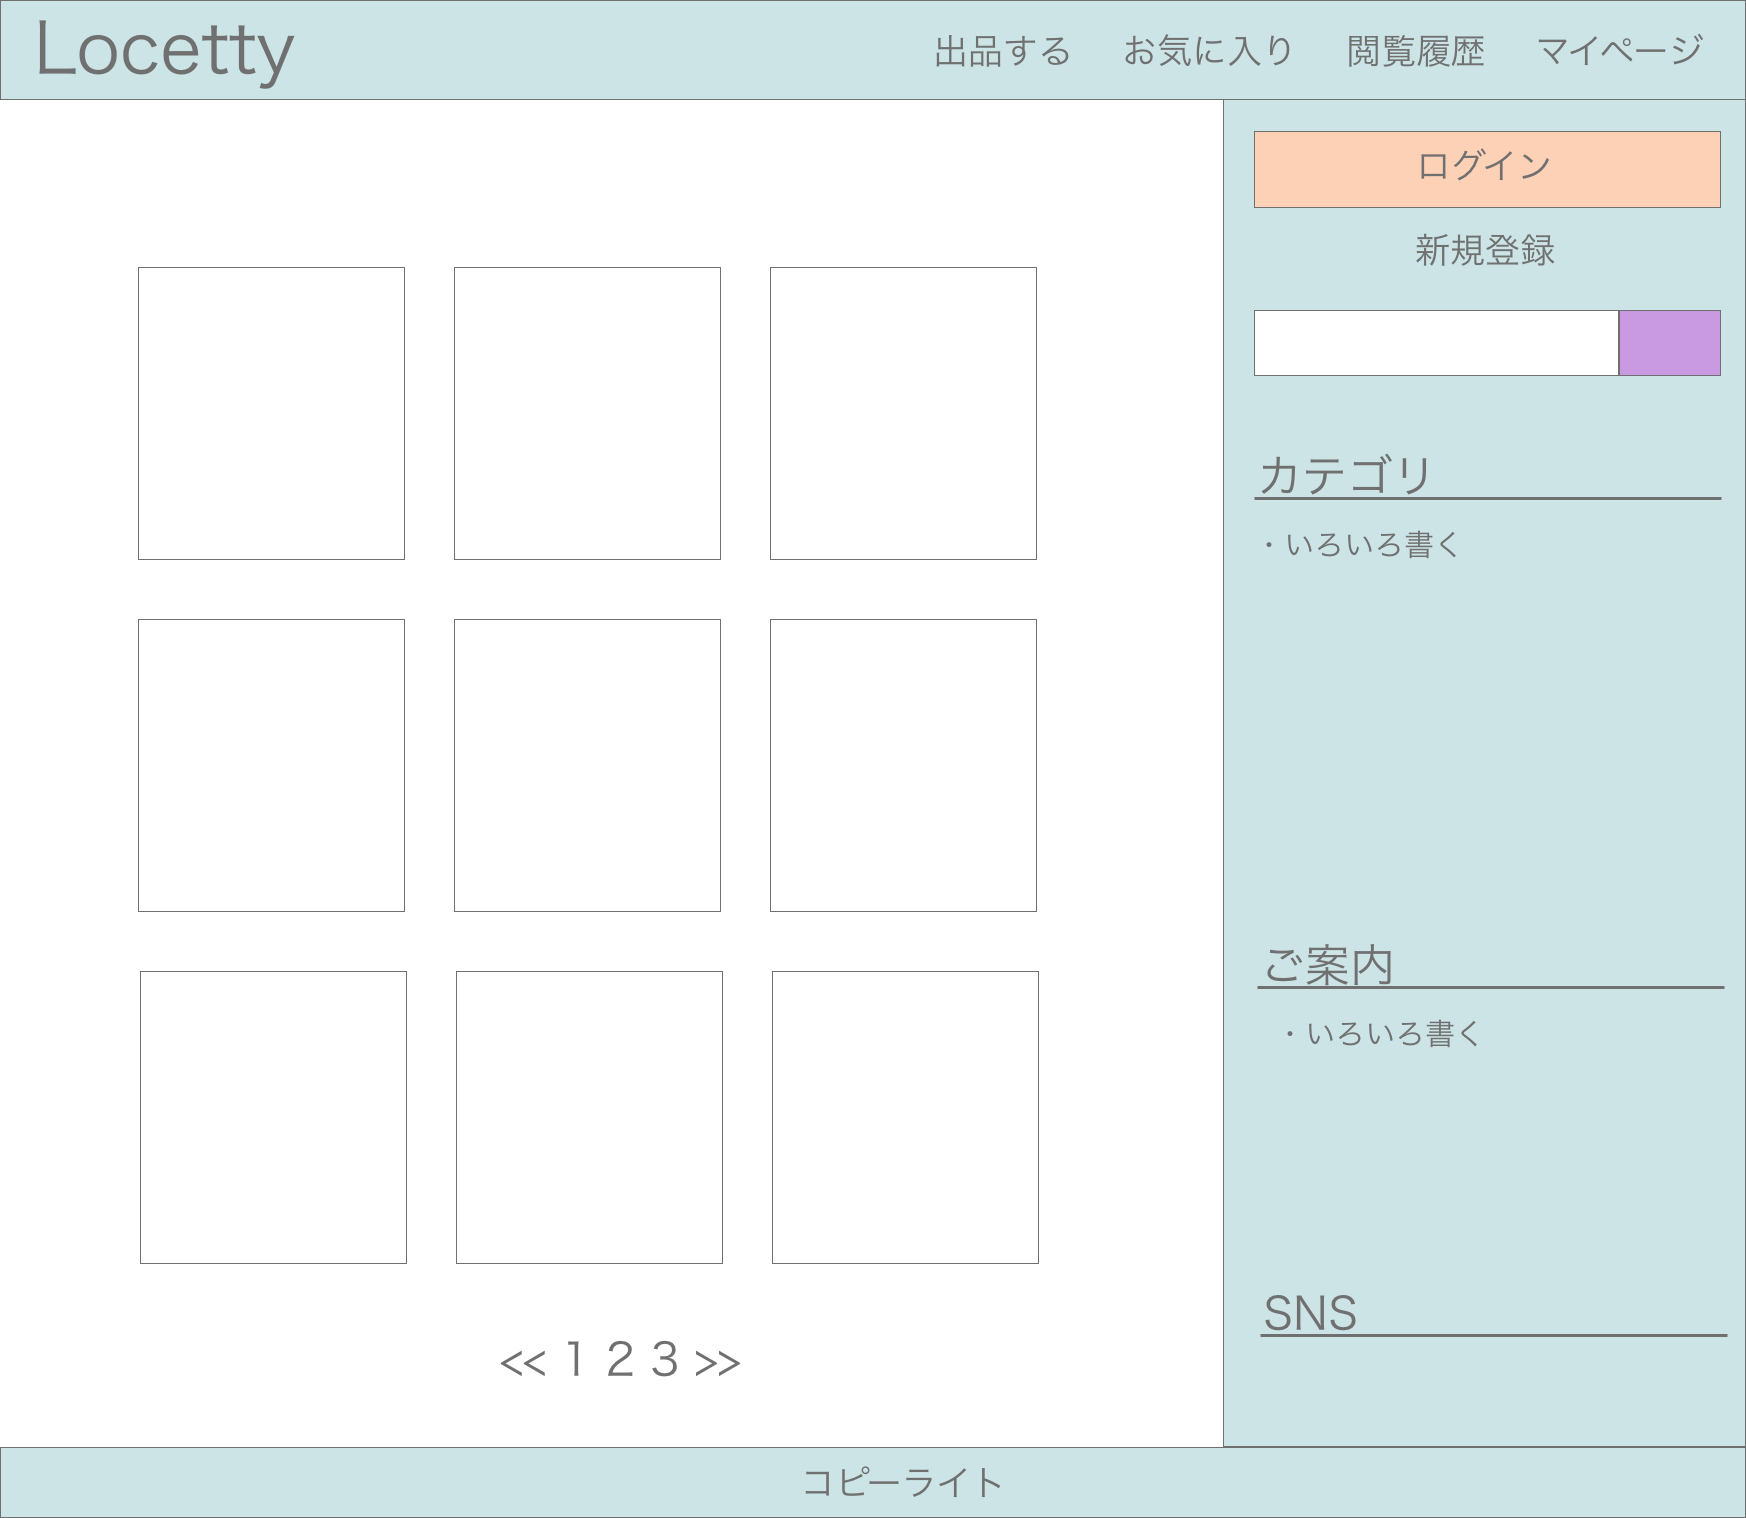 Locetty
出品する お気に入り 閲覧履歴 マイページ
ログイン
新規登録
カテゴリ
・いろいろ書く
ご案内
・いろいろ書く
SNS
<< 1 2 3 >>
コピーライト